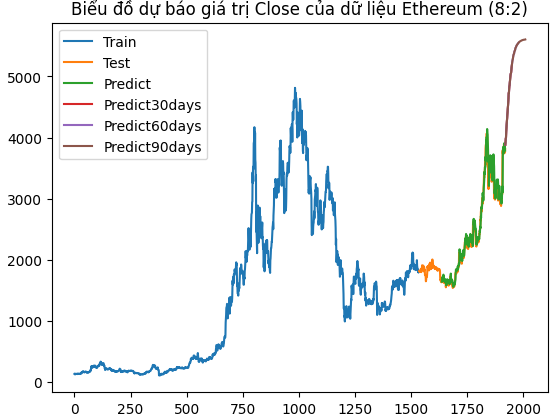 Biểu đồ dự báo giá trị Close của dữ liệu Ethereum (8:2)
Train
Test
Predict
Predict30days
Predict60days
Predict90days
5000
4000
3000
2000
1000
0
0 250 500 750 1000 1250 1500 1750 2000